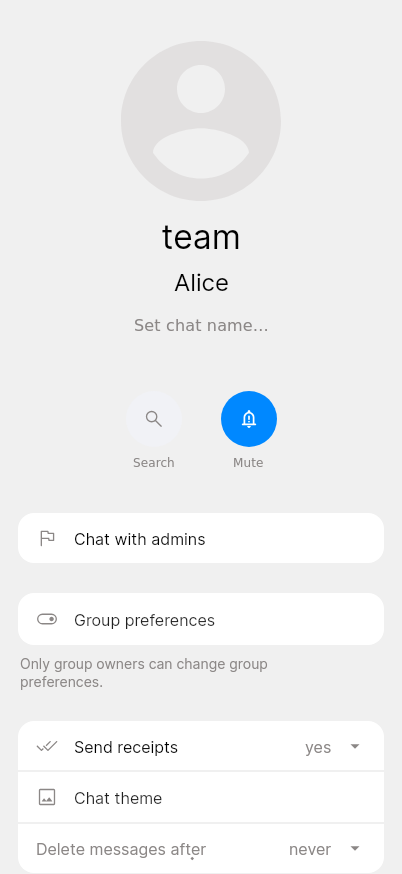 team
Alice
Set chat name...
Search
Mute
Chat with admins
Group preferences
Only group owners can change group
preferences.
Send receipts
yes
Chat theme
Delete messages after
never